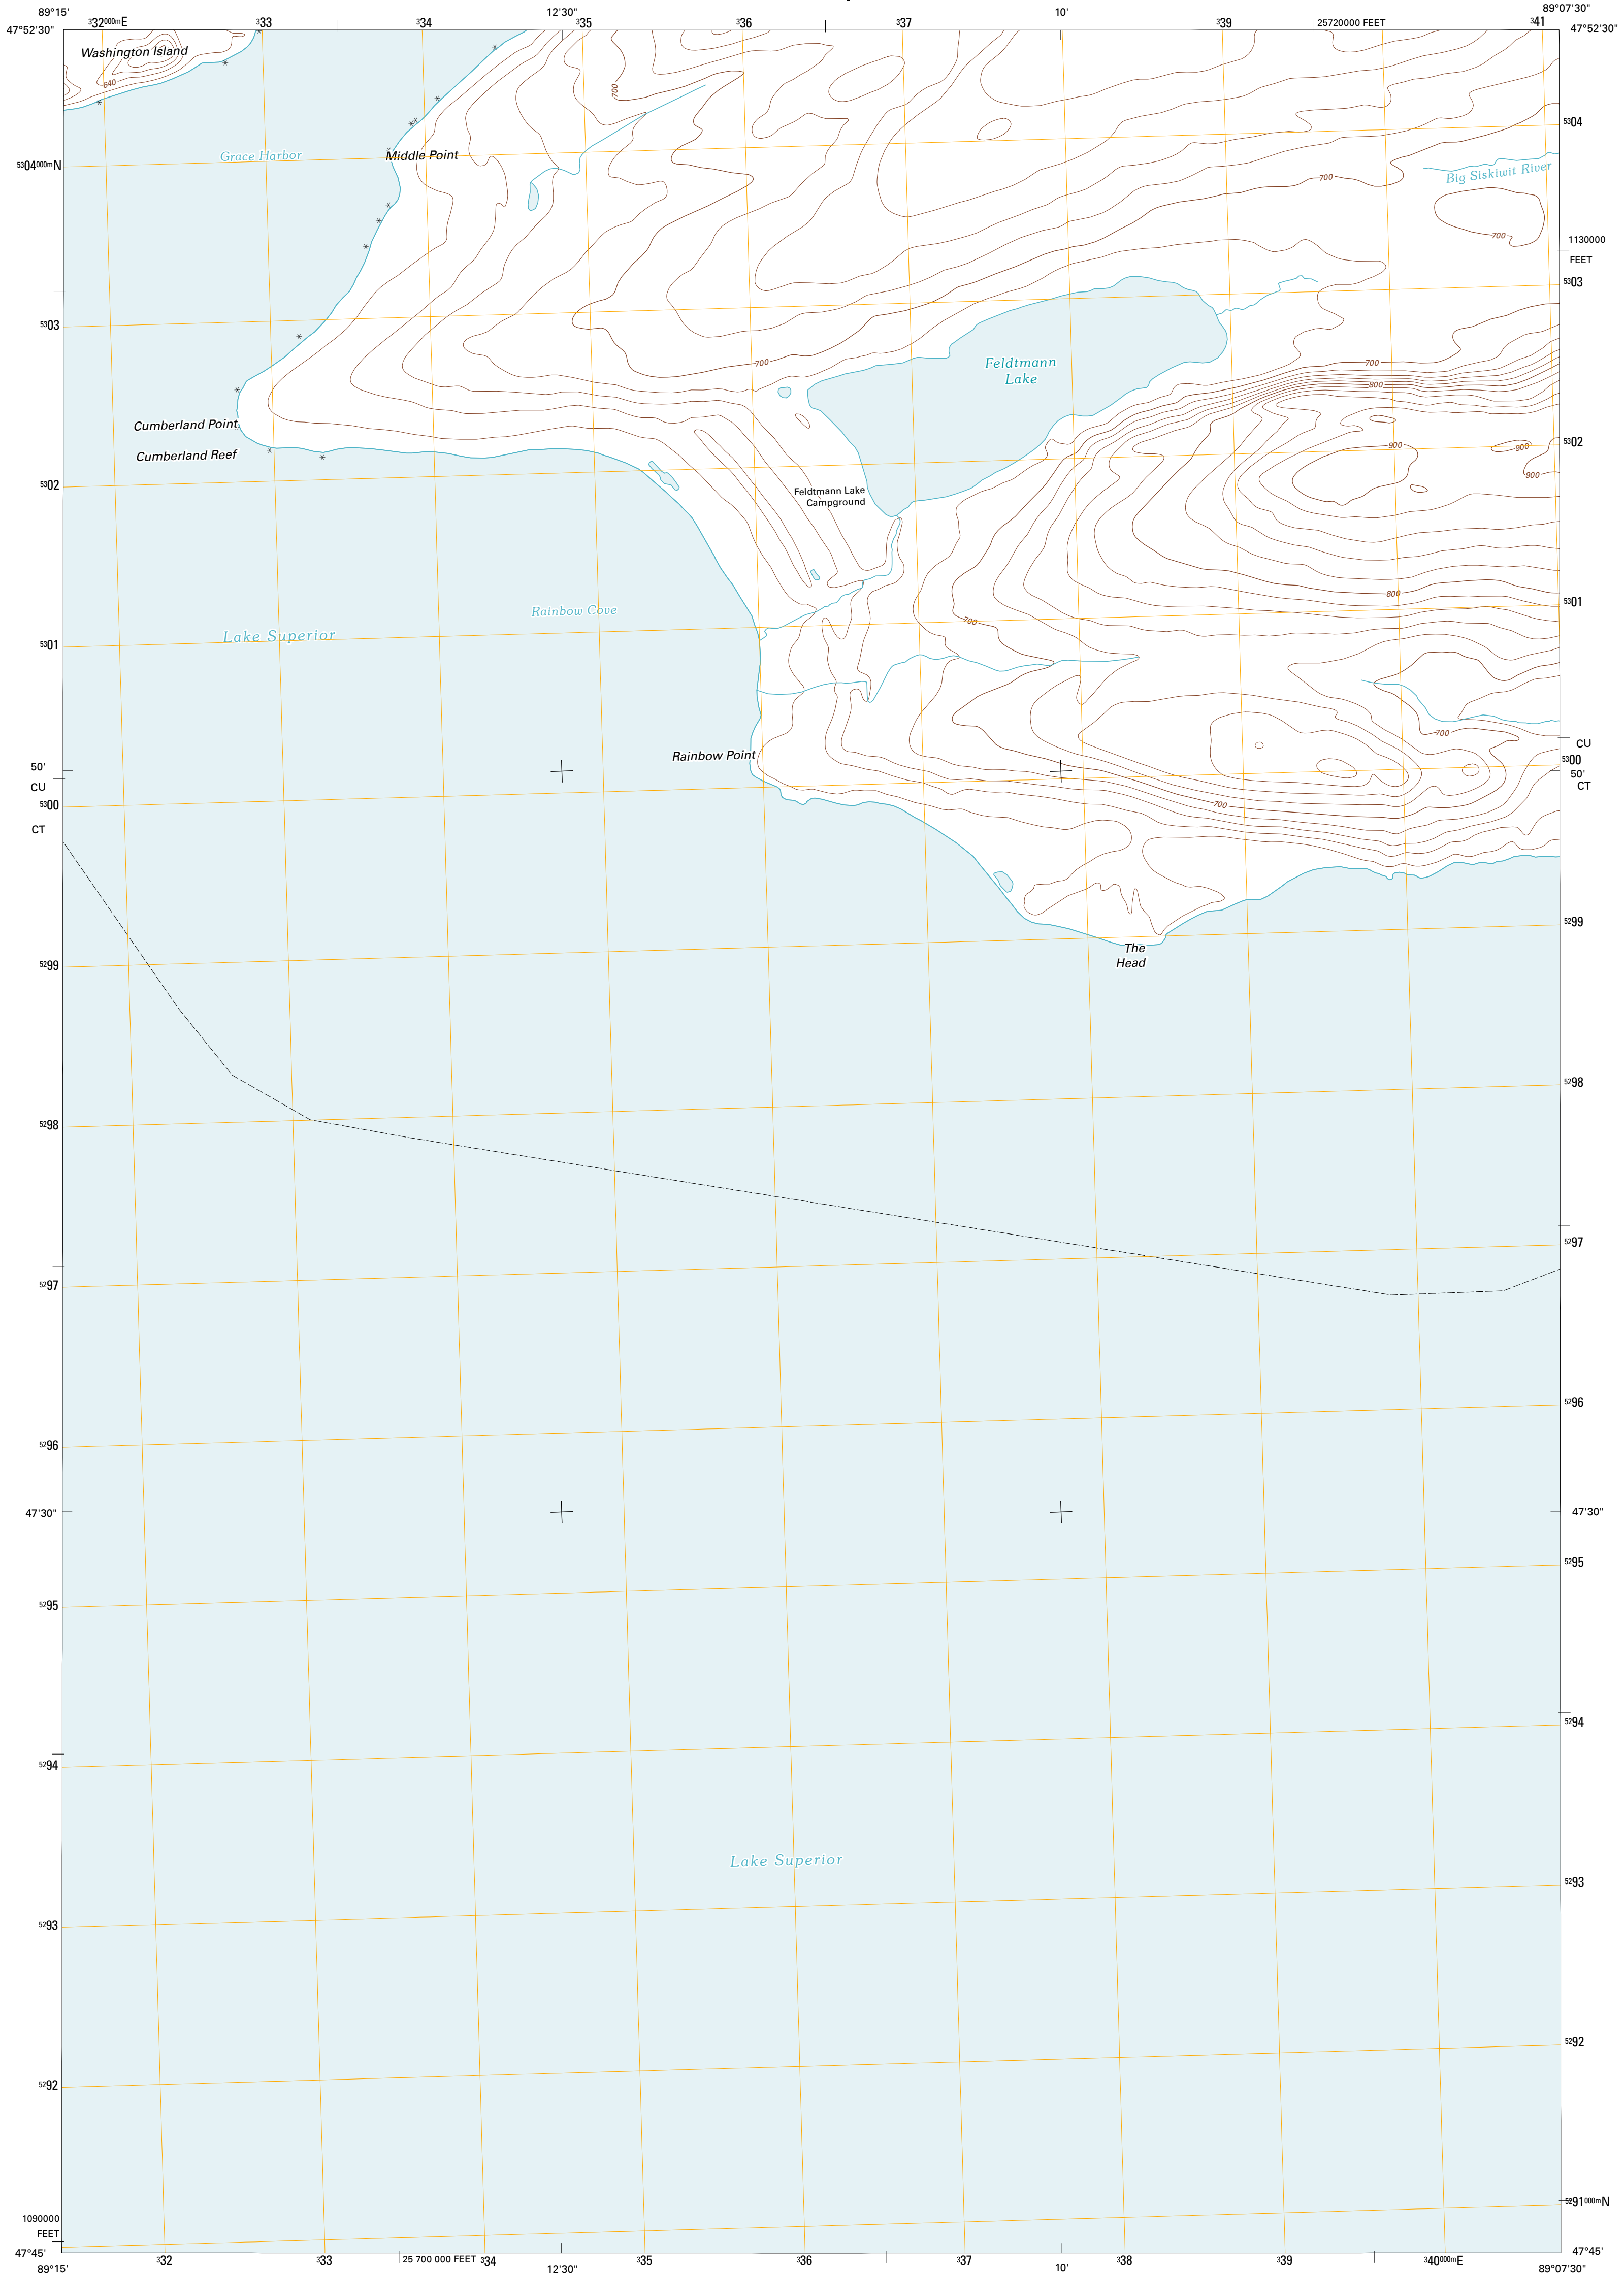 89°15'
³32⁰⁰⁰ᵐE
³33
³34
12'30"
³35
³36
³37
10'
³39
25720000 FEET
³41
89°07'30"
47°52'30"
47°52'30"
Washington Island
640
700
⁵³04
Grace Harbor
Middle Point
⁵³04⁰⁰⁰ᵐN
Big Siskiwit River
700
700
1130000
FEET
⁵³03
⁵³03
700
Feldtmann
Lake
700
800
Cumberland Point
⁵³02
900
900
Cumberland Reef
900
⁵³02
Feldtmann Lake
Campground
800
⁵³01
Rainbow Cove
700
Lake Superior
⁵³01
700
CU
Rainbow Point
⁵³00
50'
50'
CT
CU
⁵³00
700
CT
⁵²99
The
Head
⁵²99
⁵²98
⁵²98
⁵²97
⁵²97
⁵²96
⁵²96
47'30"
47'30"
⁵²95
⁵²95
⁵²94
⁵²94
Lake Superior
⁵²93
⁵²93
⁵²92
⁵²92
⁵²91⁰⁰⁰ᵐN
1090000
FEET
47°45'
47°45'
89°15'
³32
³33
25 700 000 FEET
³34
12'30"
³35
³36
³37
10'
³38
³39
³40⁰⁰⁰ᵐE
89°07'30"